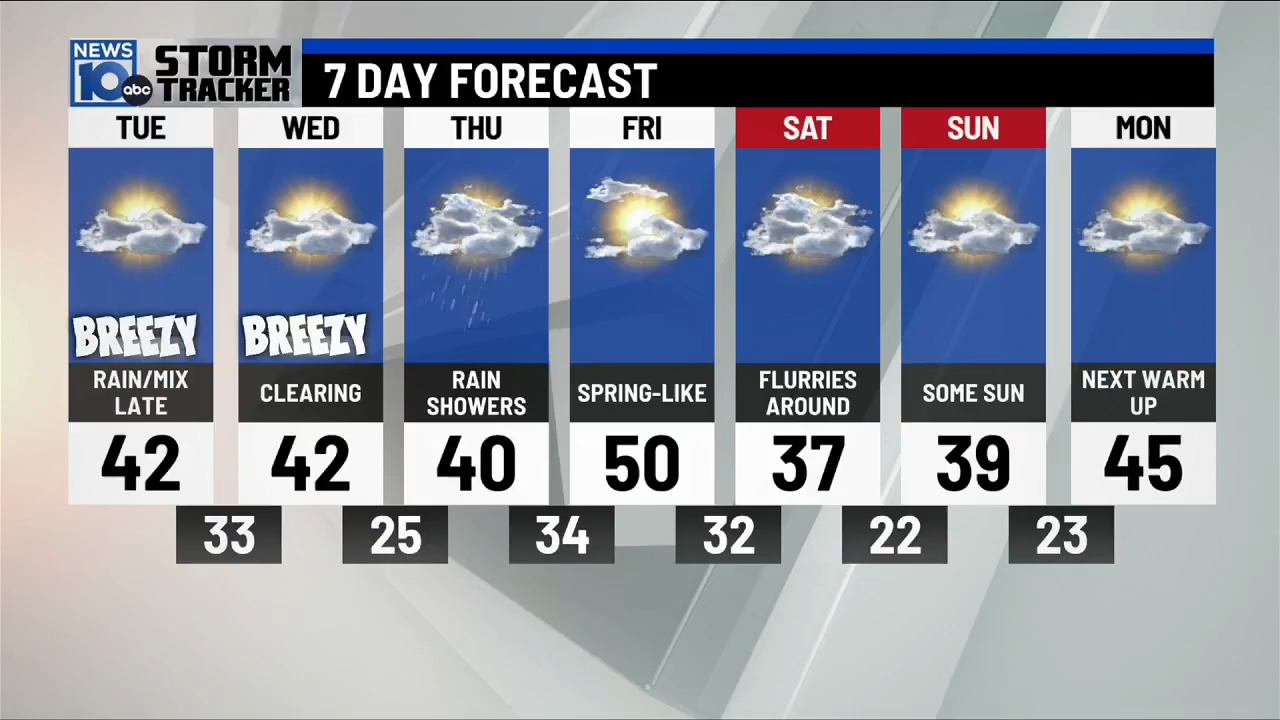 NEWS
10
abc
STORM
TRACKER
7 DAY FORECAST
TUE
WED
THU
FRI
SAT
SUN
MON
BREEZY
BREEZY
RAIN/MIX
LATE
CLEARING
RAIN
SHOWERS
SPRING-LIKE
FLURRIES
AROUND
SOME SUN
NEXT WARM
UP
42
42
40
50
37
39
45
33
25
34
32
22
23